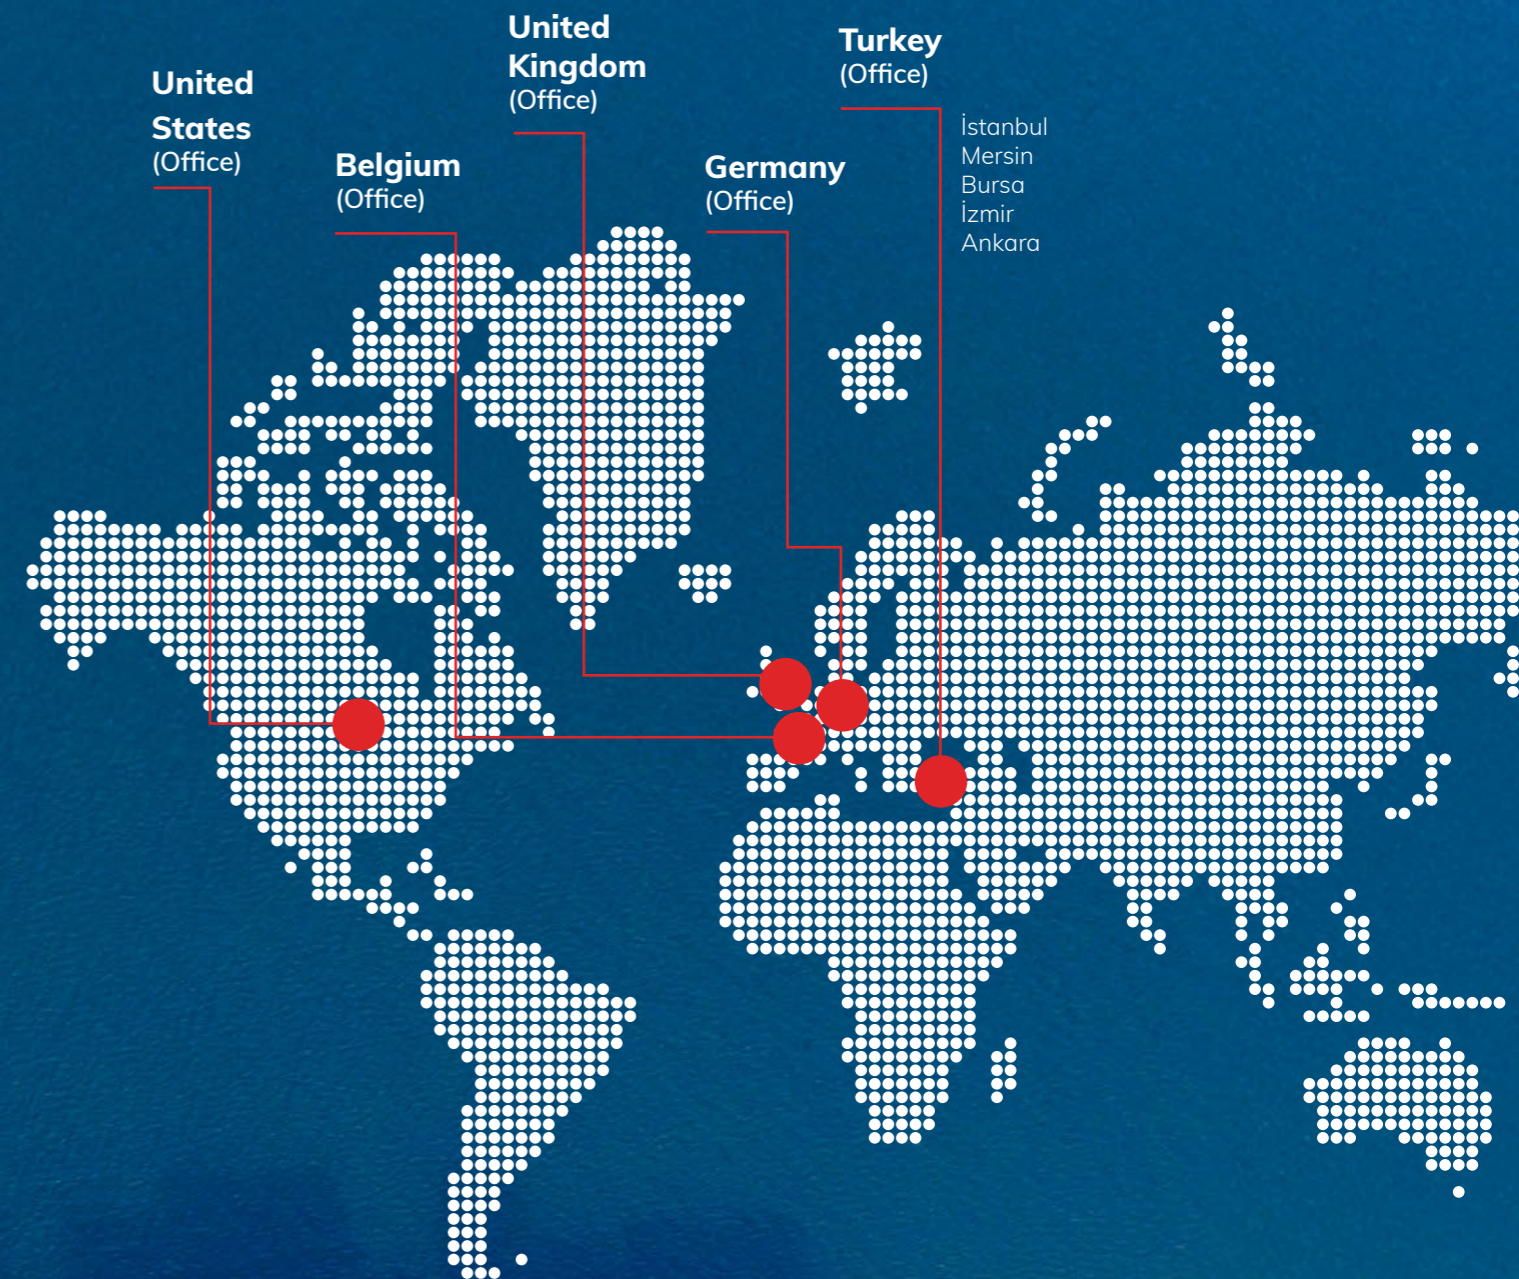 United
States
(Office)
Belgium
(Office)
United
Kingdom
(Office)
Germany
(Office)
Turkey
(Office)
İstanbul
Mersin
Bursa
İzmir
Ankara